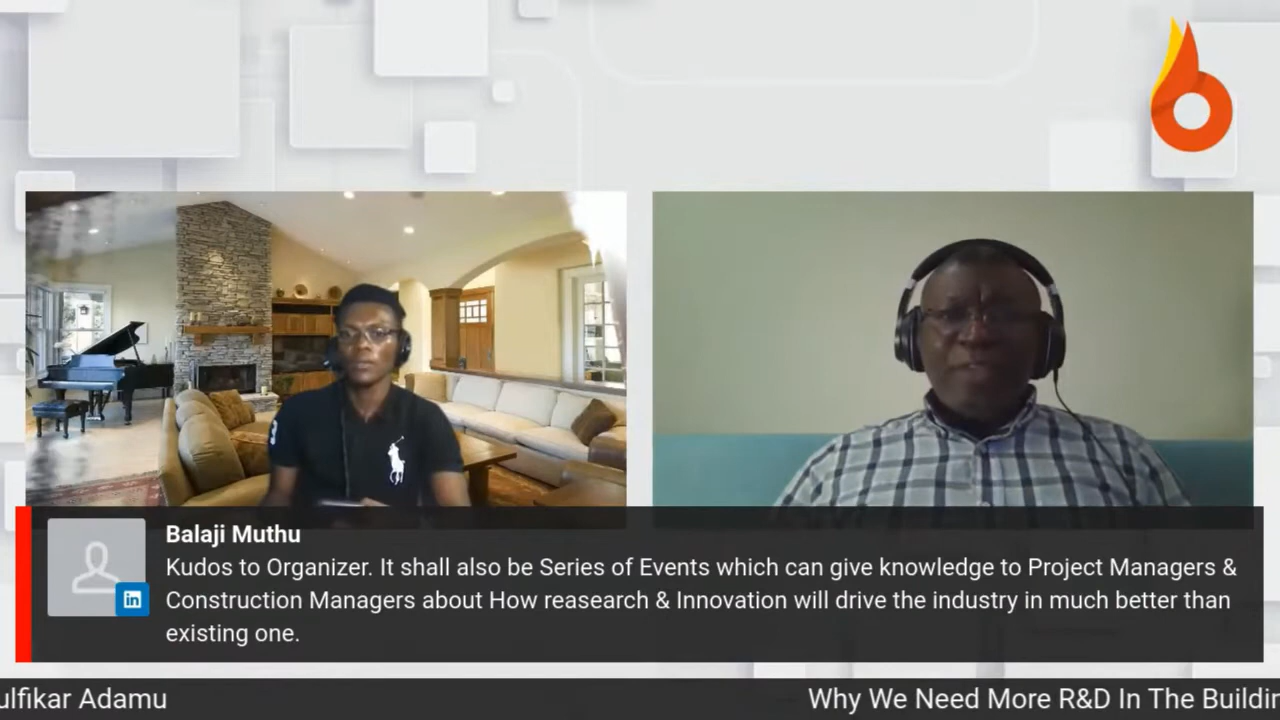 Balaji Muthu
Kudos to Organizer. It shall also be Series of Events which can give knowledge to Project Managers &
Construction Managers about How reasearch & Innovation will drive the industry in much better than
existing one.
in
ulfikar Adamu
Why We Need More R&D In The Buildin